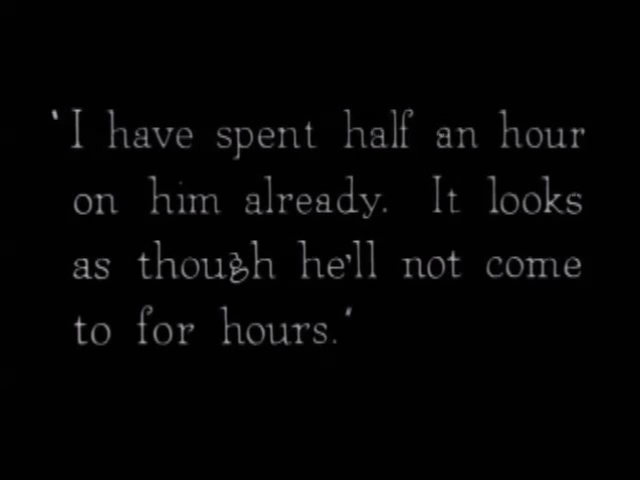 'I have spent half an hour
on him already. It looks
as though he'll not come
to for hours.'